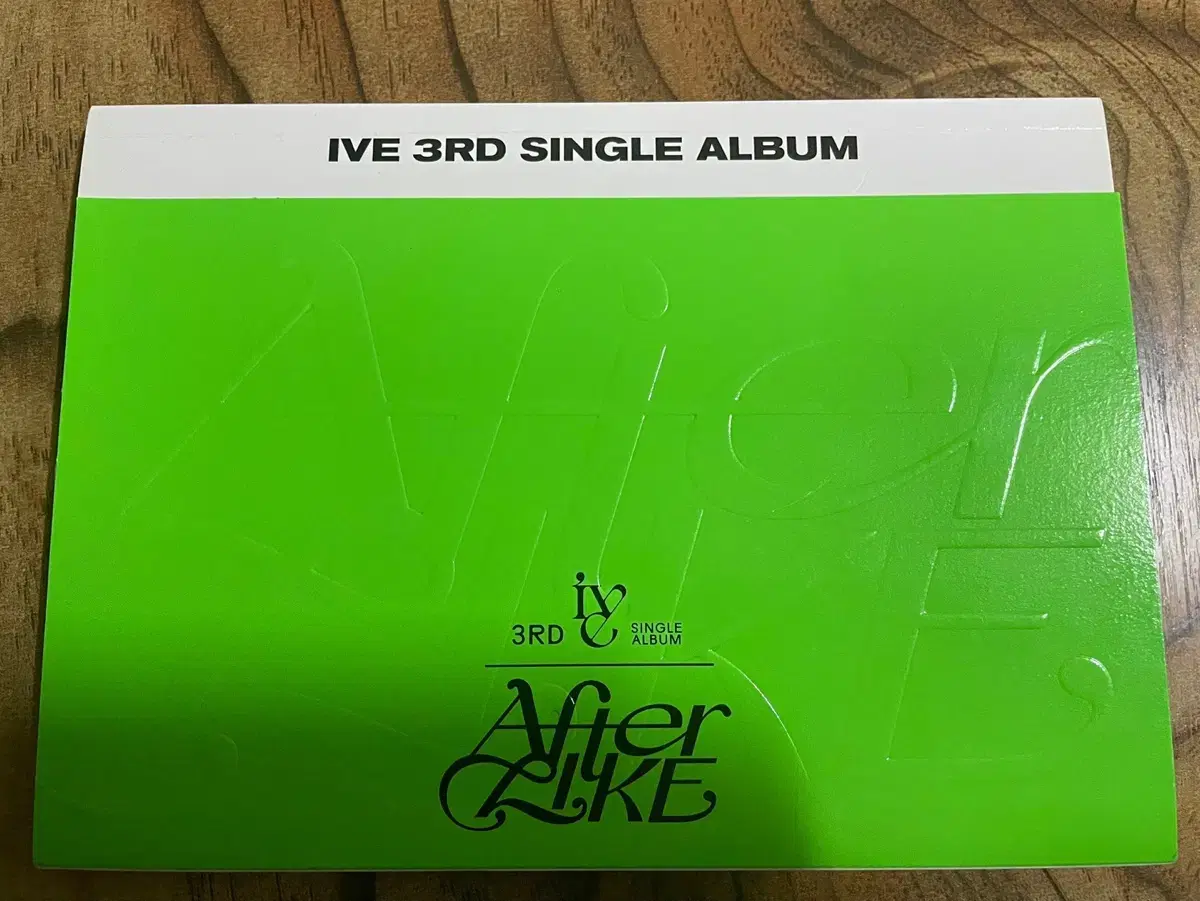 IVE 3RD SINGLE ALBUM
After
LIKE
ive
3RD SINGLE
ALBUM
After
LIKE